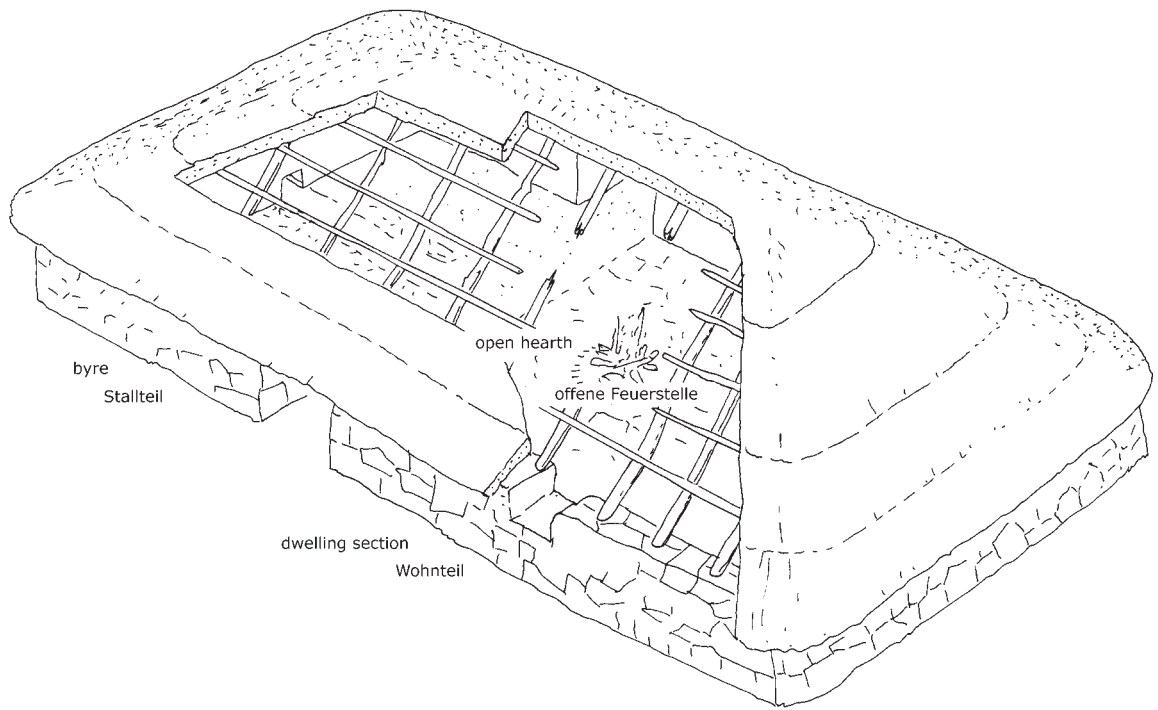 open hearth
offene Feuerstelle
byre
Stallteil
dwelling section
Wohnteil